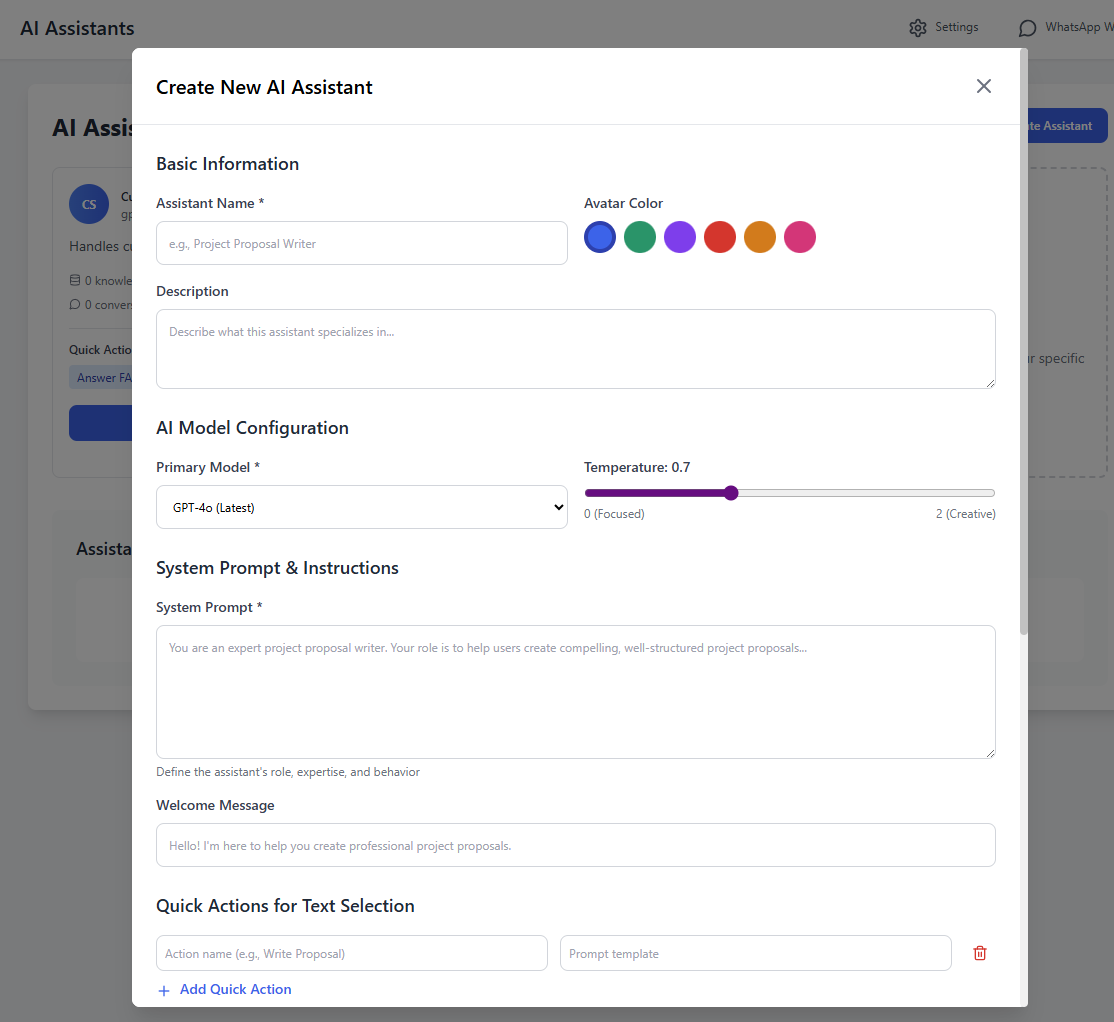 AI Assistants
Settings
WhatsApp W
Create New AI Assistant
AI Assis
te Assistant
Basic Information
Assistant Name *
Avatar Color
CS
Cu
gp
e.g., Project Proposal Writer
Handles cu
0 knowle
Description
0 conver
Describe what this assistant specializes in...
Quick Actio
ur specific
Answer FA
AI Model Configuration
Primary Model *
Temperature: 0.7
GPT-4o (Latest)
0 (Focused)
2 (Creative)
Assista
System Prompt & Instructions
System Prompt *
You are an expert project proposal writer. Your role is to help users create compelling, well-structured project proposals...
Define the assistant's role, expertise, and behavior
Welcome Message
Hello! I'm here to help you create professional project proposals.
Quick Actions for Text Selection
Action name (e.g., Write Proposal)
Prompt template
Add Quick Action